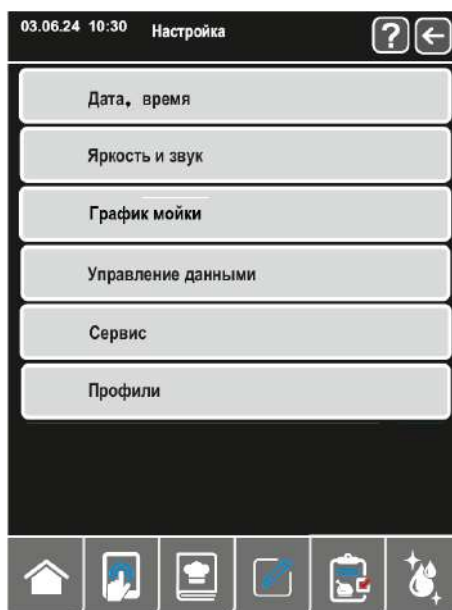 03.06.24 10:30 Настройка ?
Дата, время
Яркость и звук
График мойки
Управление данными
Сервис
Профили